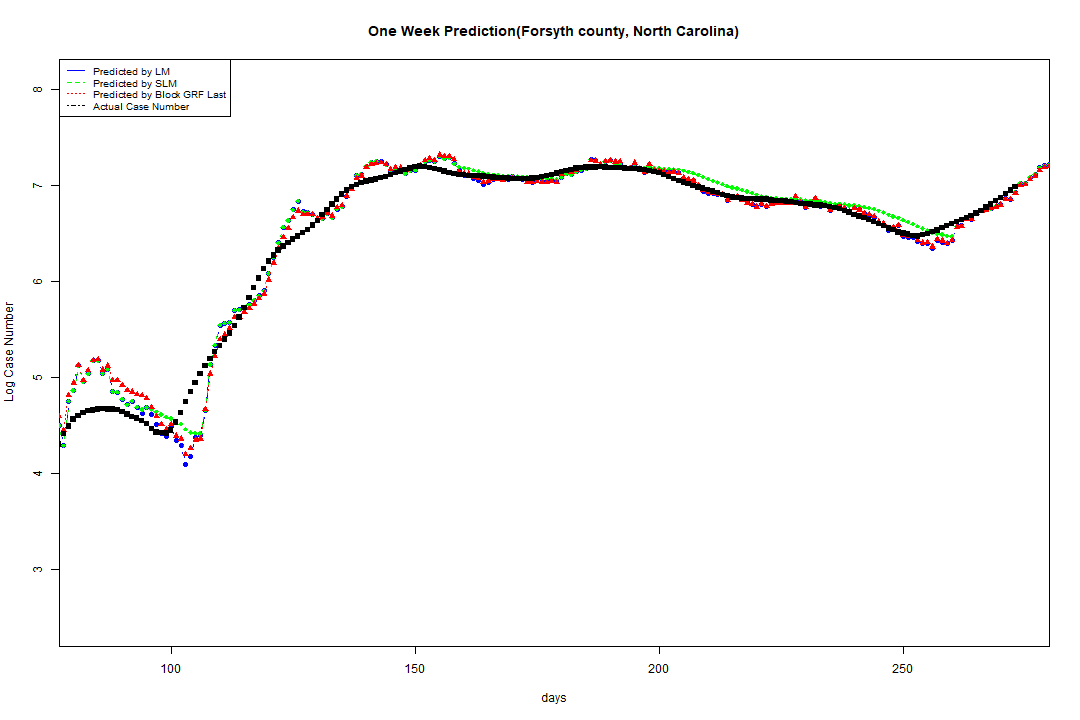 One Week Prediction(Forsyth county, North Carolina)
Predicted by LM
Predicted by SLM
Predicted by Block GRF Last
Actual Case Number
8
7
6
5
4
3
Log Case Number
100
150
200
250
days